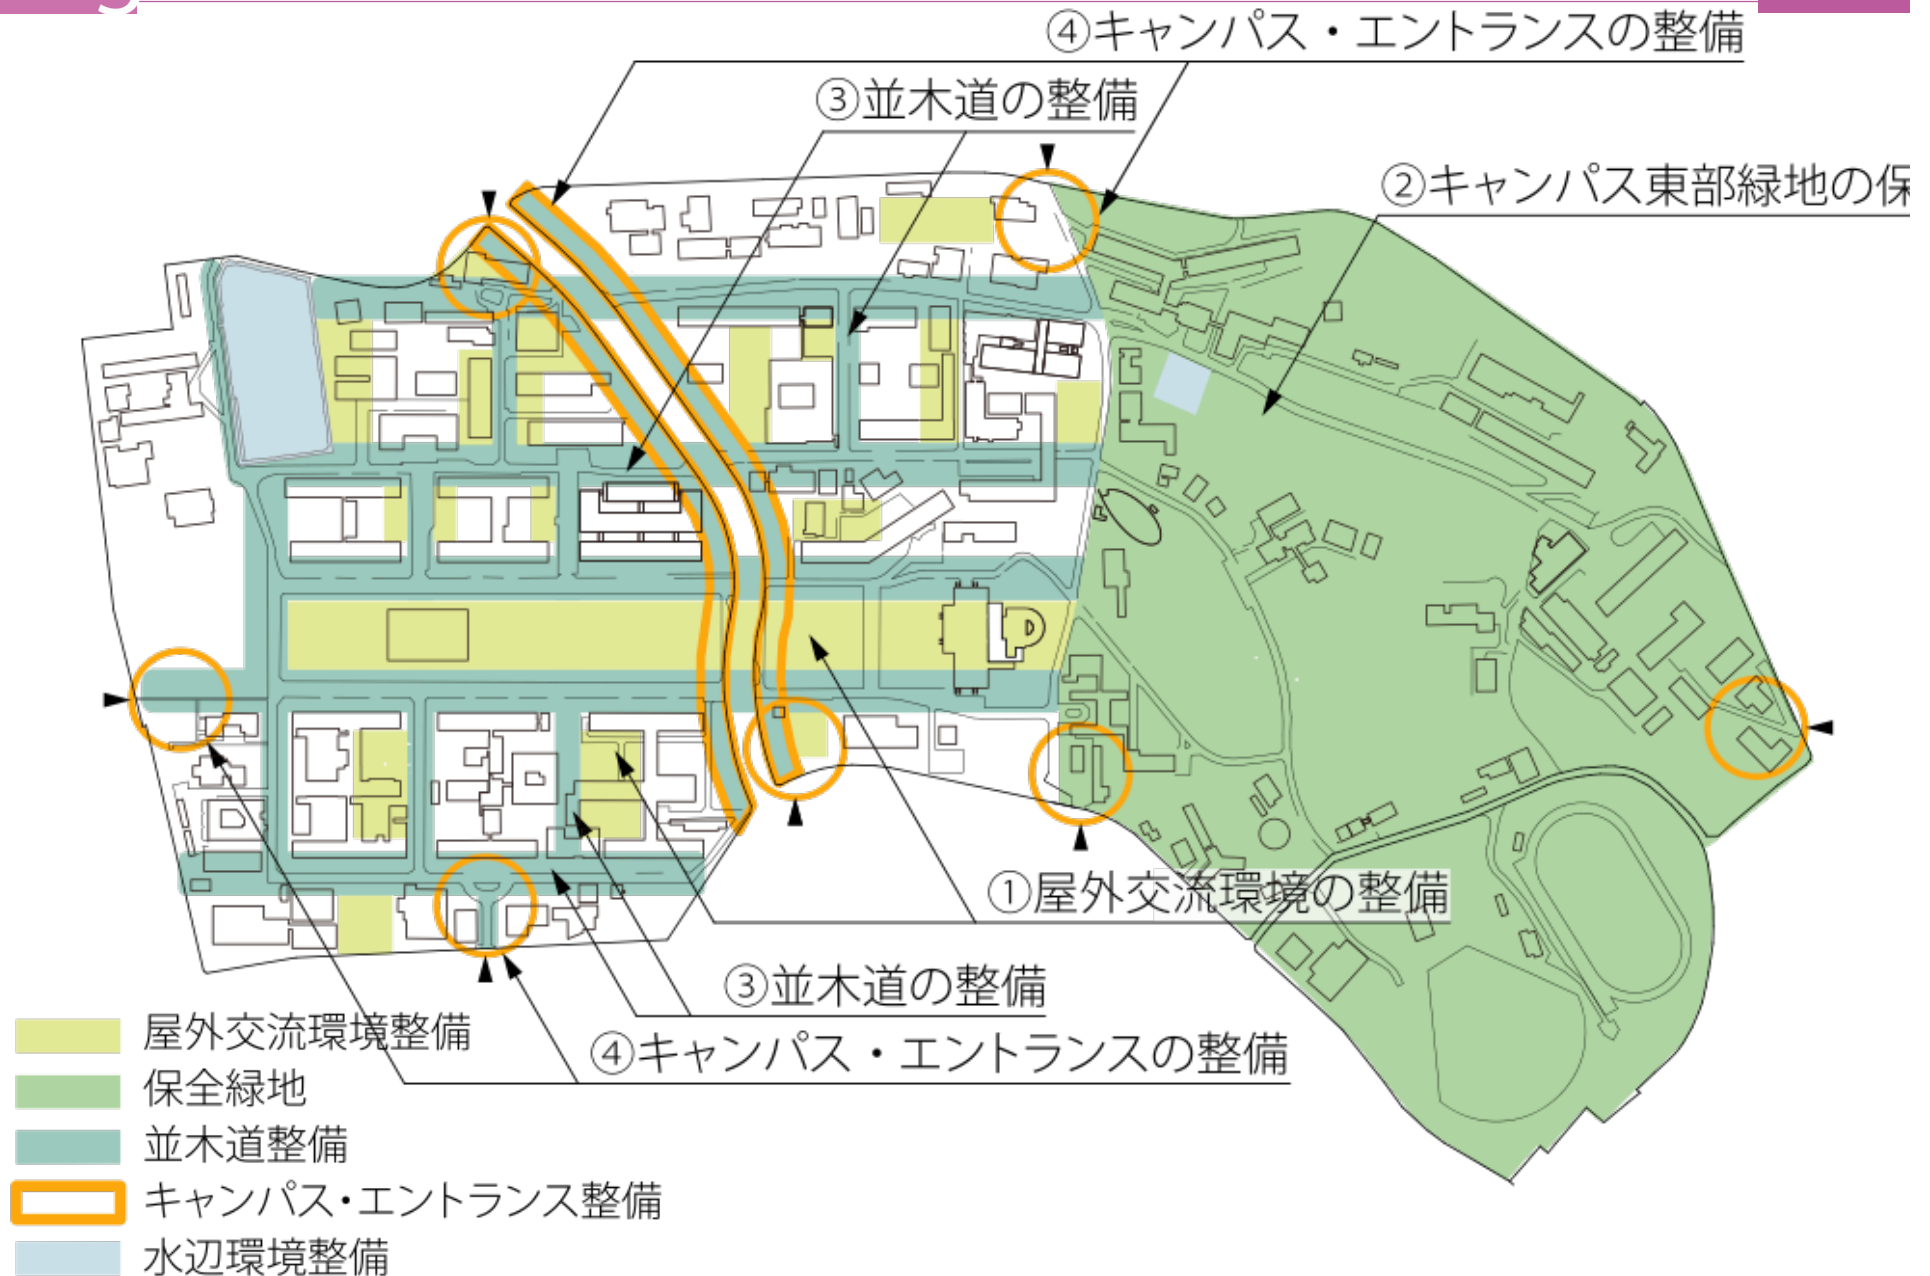 ④キャンパス・エントランスの整備
③並木道の整備
②キャンパス東部緑地の保
①屋外交流環境の整備
③並木道の整備
④キャンパス・エントランスの整備
屋外交流環境整備
保全緑地
並木道整備
キャンパス・エントランス整備
水辺環境整備